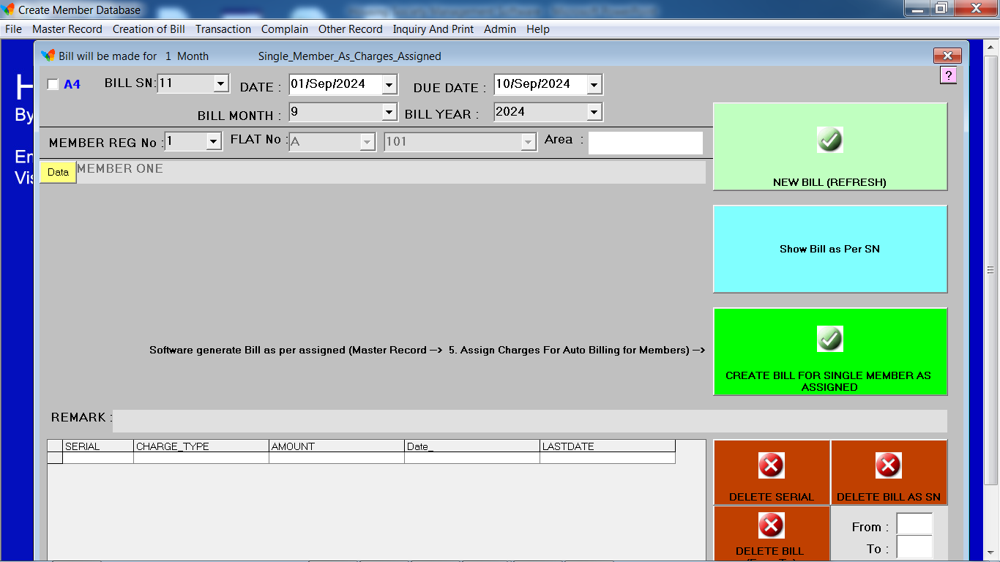 Create Member Database
File Master Record Creation of Bill Transaction Complain Other Record Inquiry And Print Admin Help
Bill will be made for 1 Month Single_Member_As_Charges_Assigned
?
A4 BILL SN: 11 DATE : 01/Sep/2024 DUE DATE : 10/Sep/2024
BILL MONTH : 9 BILL YEAR : 2024
MEMBER REG No : 1 FLAT No : A 101 Area :
Data MEMBER ONE
H
By
En
NEW BILL (REFRESH)
Show Bill as Per SN
Software generate Bill as per assigned (Master Record --> 5. Assign Charges For Auto Billing for Members) -->
CREATE BILL FOR SINGLE MEMBER AS
ASSIGNED
REMARK :
SERIAL CHARGE_TYPE AMOUNT Date_ LASTDATE
DELETE SERIAL DELETE BILL AS SN
DELETE BILL
From :
To :